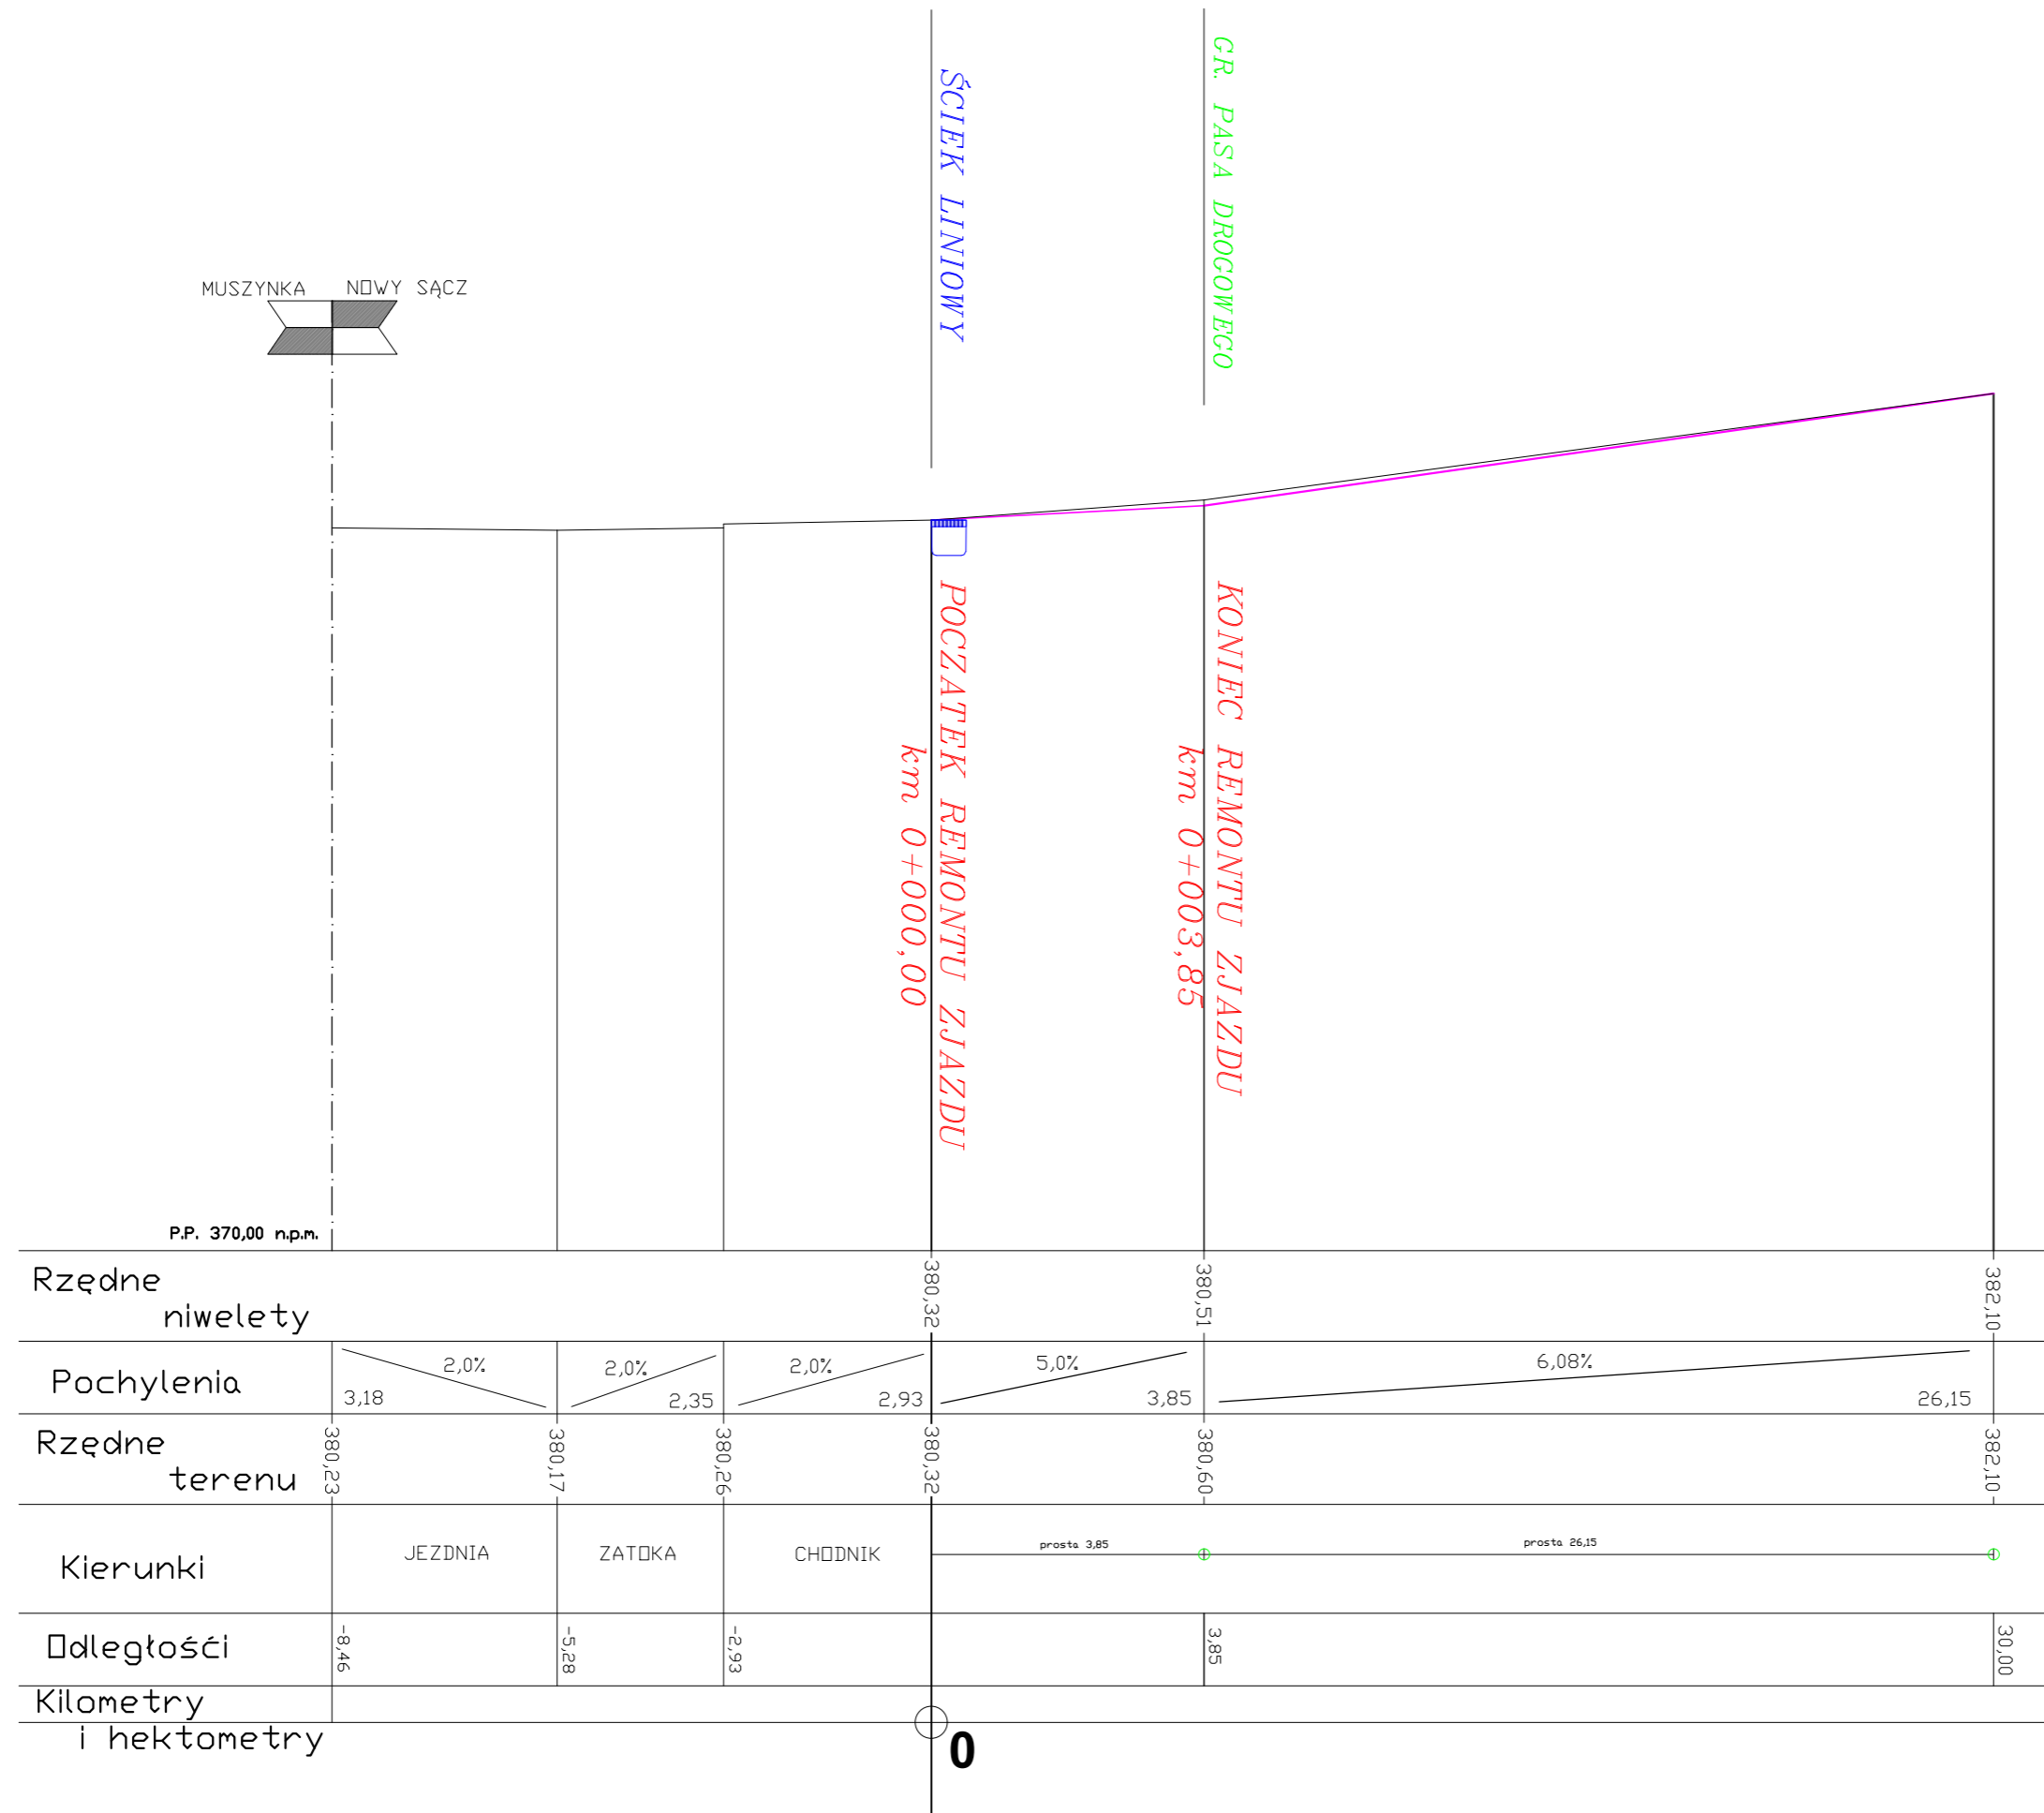 ŚCIEK LINIOWY
GR. PASA DROGOWEGO
MUSZYNKA NOWY SĄCZ
POCZATEK REMONTU ZJAZDU
km 0+000,00
KONIEC REMONTU ZJAZDU
km 0+003,85
P.P. 370,00 n.p.m.
Rzędne
niwelety
380,32 380,51 382,10
Pochylenia
2,0% 2,0% 2,0% 5,0% 6,08%
3,18 2,35 2,93 3,85 26,15
Rzędne
terenu
380,23 380,17 380,26 380,32 380,60 382,10
Kierunki
JEZDNIA ZATOKA CHODNIK prosta 3,85 prosta 26,15
Odległośći
-8,46 -5,28 -2,93 3,85 30,00
Kilometry
i hektometry
0